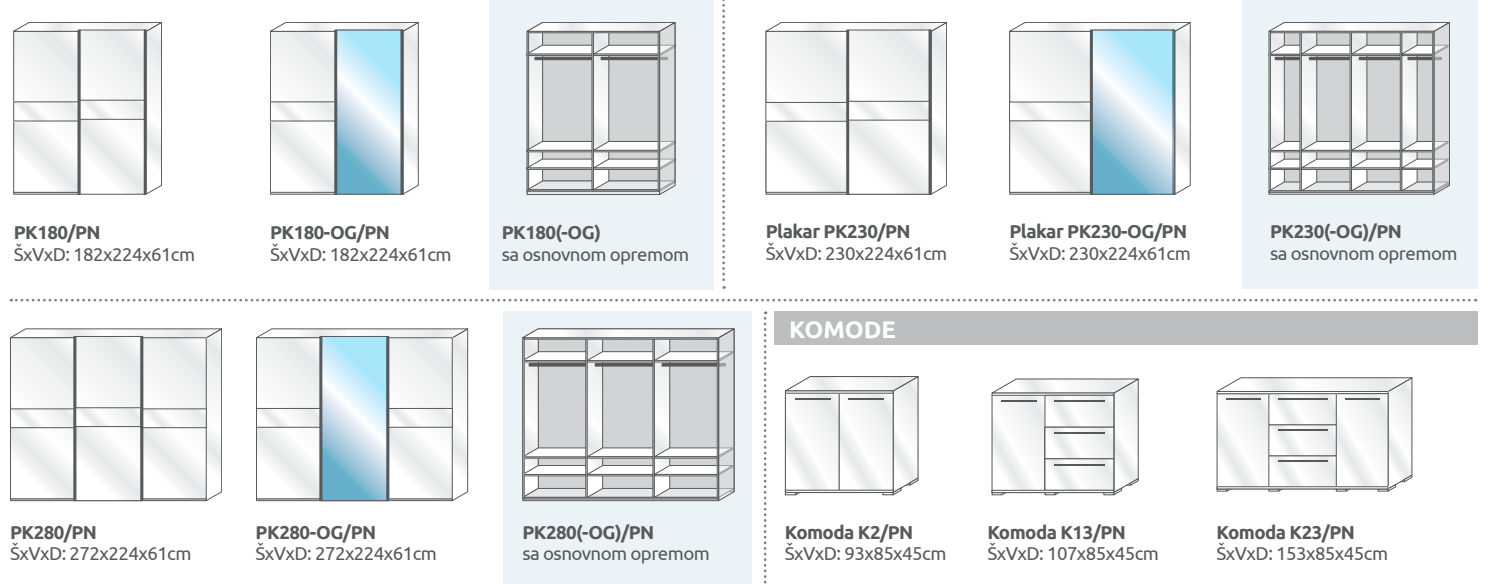 PK180/PN
ŠxVxD: 182x224x61cm
PK180-OG/PN
ŠxVxD: 182x224x61cm
PK180(-OG)
sa osnovnom opremom
Plakar PK230/PN
ŠxVxD: 230x224x61cm
Plakar PK230-OG/PN
ŠxVxD: 230x224x61cm
PK230(-OG)/PN
sa osnovnom opremom
PK280/PN
ŠxVxD: 272x224x61cm
PK280-OG/PN
ŠxVxD: 272x224x61cm
PK280(-OG)/PN
sa osnovnom opremom
KOMODE
Komoda K2/PN
ŠxVxD: 93x85x45cm
Komoda K13/PN
ŠxVxD: 107x85x45cm
Komoda K23/PN
ŠxVxD: 153x85x45cm